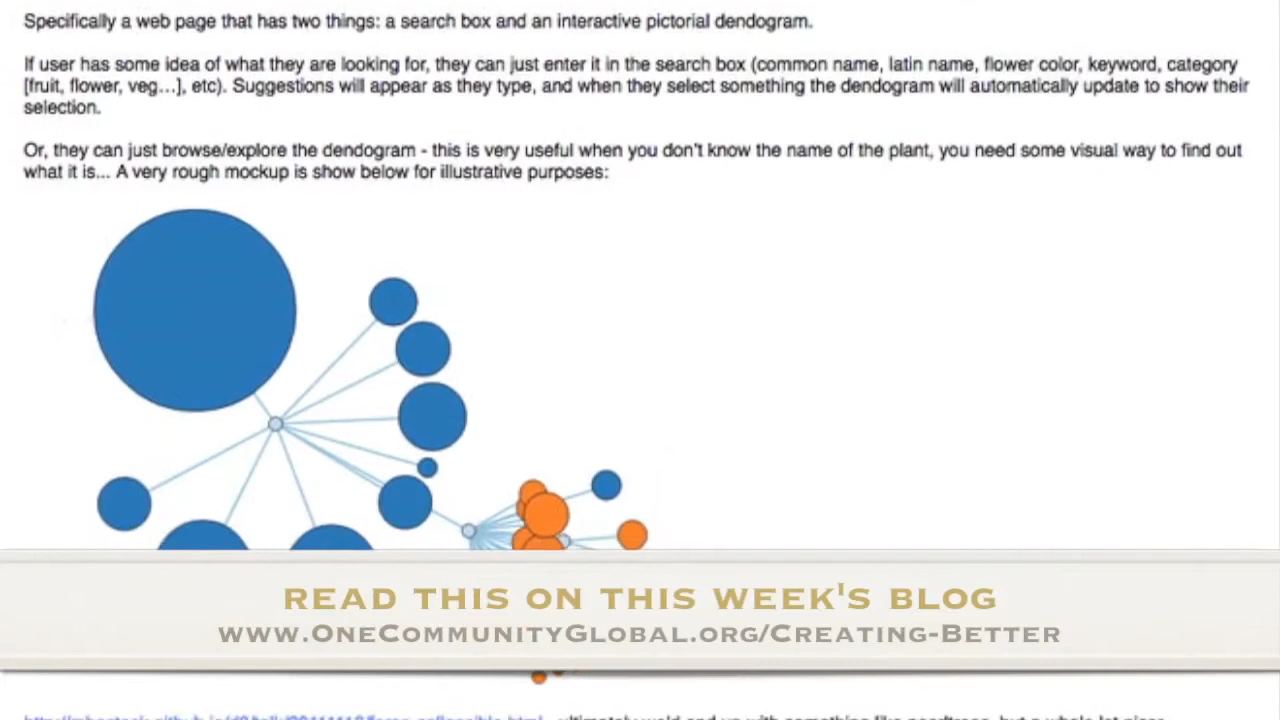 Specifically a web page that has two things: a search box and an interactive pictorial dendogram.
If user has some idea of what they are looking for, they can just enter it in the search box (common name, latin name, flower color, keyword, category
[fruit, flower, veg...], etc). Suggestions will appear as they type, and when they select something the dendogram will automatically update to show their
selection.
Or, they can just browse/explore the dendogram - this is very useful when you don't know the name of the plant, you need some visual way to find out
what it is... A very rough mockup is show below for illustrative purposes:
READ THIS ON THIS WEEK'S BLOG
WWW.ONECOMMUNITYGLOBAL.ORG/CREATING-BETTER